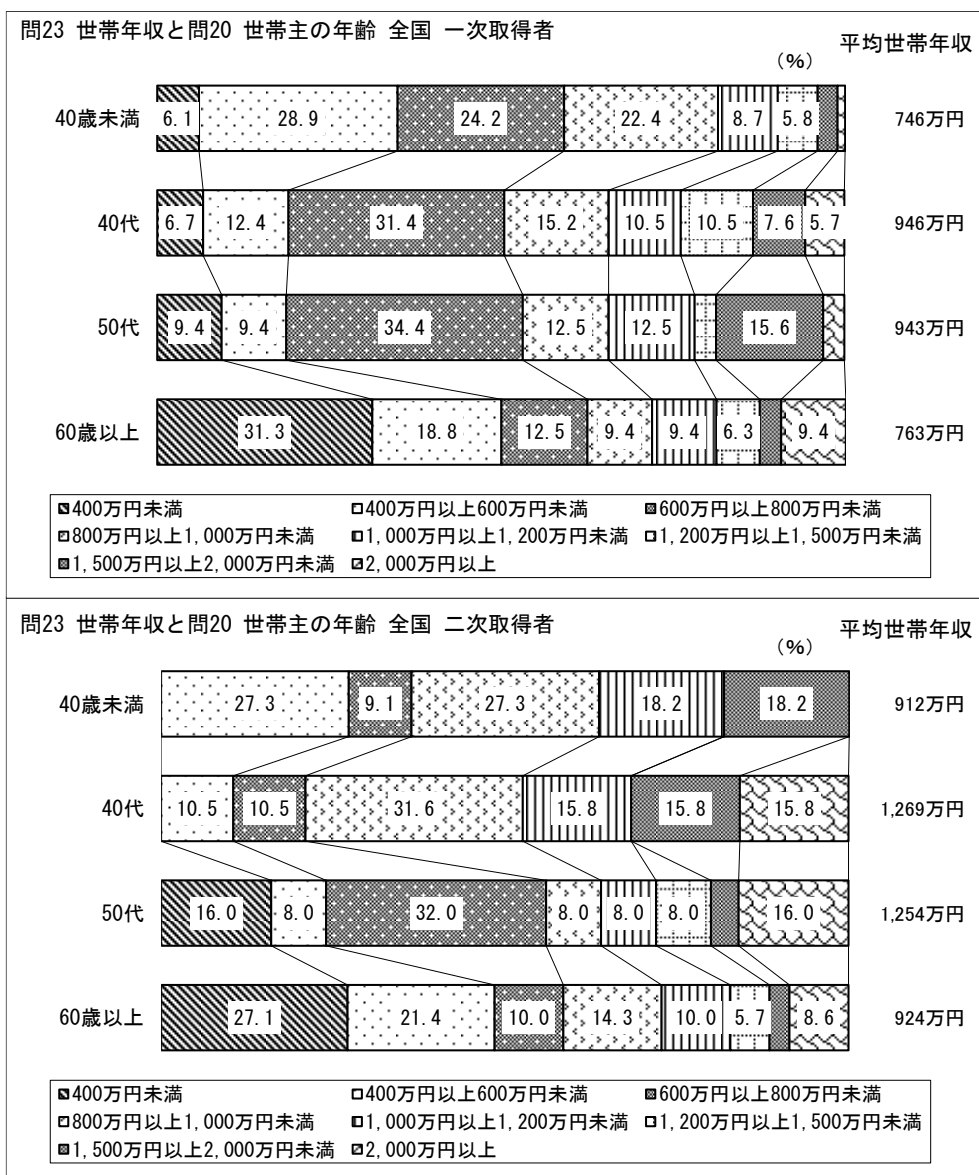 問23 世帯年収と問20 世帯主の年齢 全国 一次取得者
(%)
平均世帯年収
40歳未満 6.1 28.9 24.2 22.4 8.7 5.8 746万円
40代 6.7 12.4 31.4 15.2 10.5 10.5 7.6 5.7 946万円
50代 9.4 9.4 34.4 12.5 12.5 15.6 943万円
60歳以上 31.3 18.8 12.5 9.4 9.4 6.3 9.4 763万円
400万円未満 400万円以上600万円未満 600万円以上800万円未満
800万円以上1,000万円未満 1,000万円以上1,200万円未満 1,200万円以上1,500万円未満
1,500万円以上2,000万円未満 2,000万円以上
問23 世帯年収と問20 世帯主の年齢 全国 二次取得者
(%)
平均世帯年収
40歳未満 27.3 9.1 27.3 18.2 18.2 912万円
40代 10.5 10.5 31.6 15.8 15.8 15.8 1,269万円
50代 16.0 8.0 32.0 8.0 8.0 8.0 16.0 1,254万円
60歳以上 27.1 21.4 10.0 14.3 10.0 5.7 8.6 924万円
400万円未満 400万円以上600万円未満 600万円以上800万円未満
800万円以上1,000万円未満 1,000万円以上1,200万円未満 1,200万円以上1,500万円未満
1,500万円以上2,000万円未満 2,000万円以上